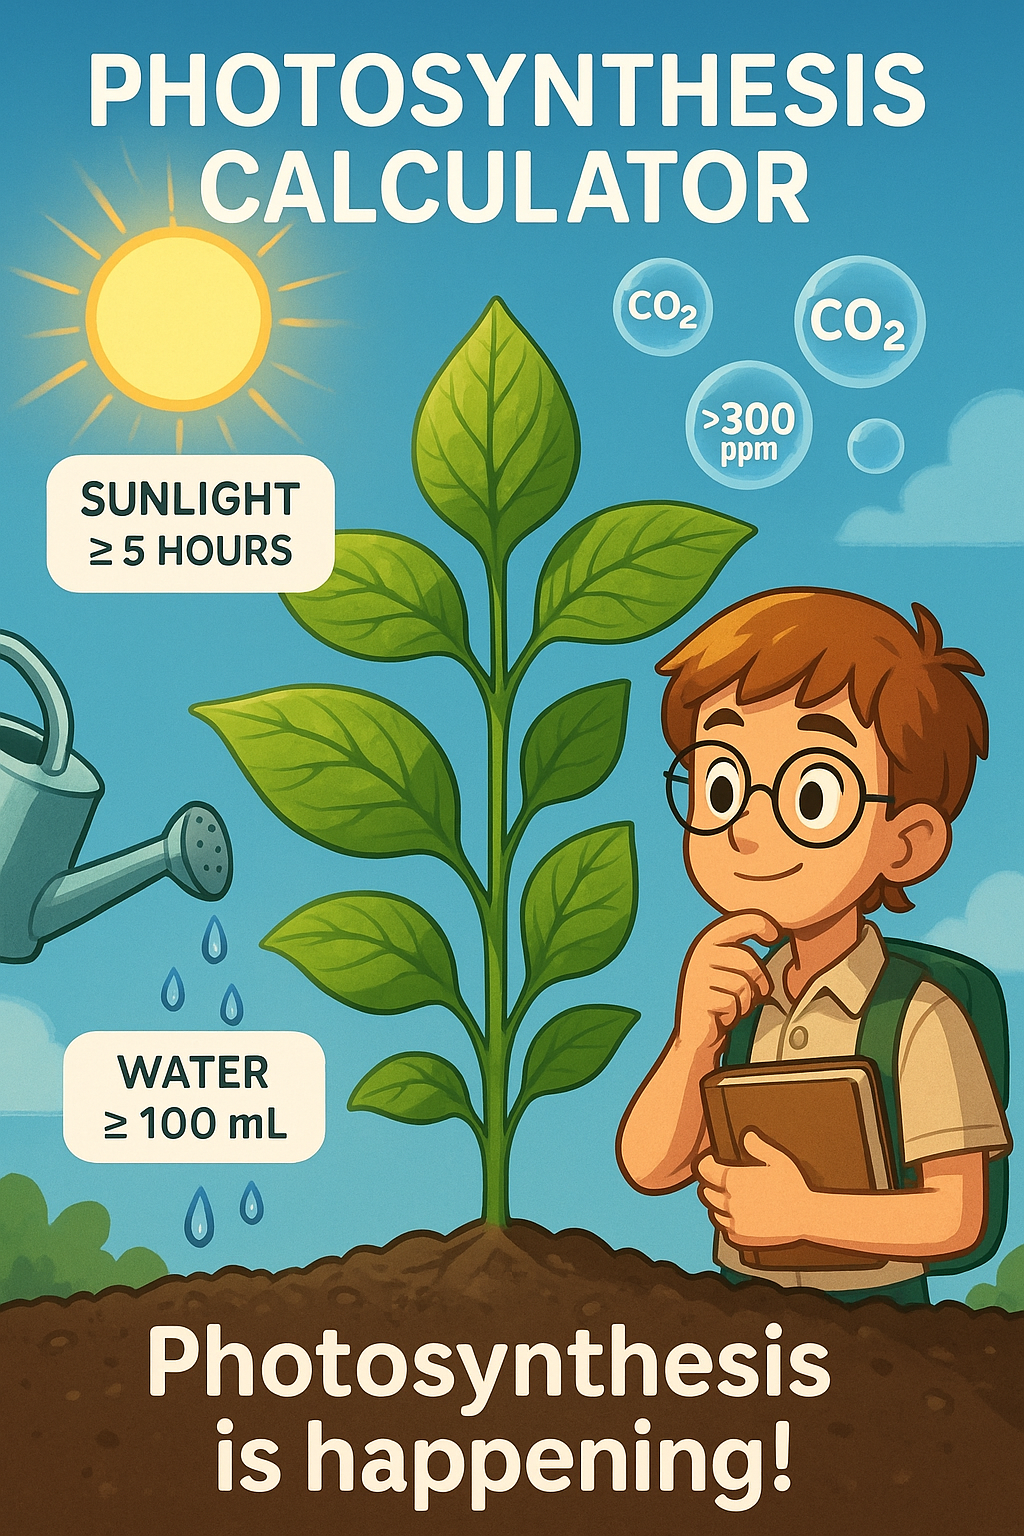 PHOTOSYNTHESIS
CALCULATOR
CO₂
CO₂
>300
ppm
SUNLIGHT
≥ 5 HOURS
WATER
≥ 100 mL
Photosynthesis
is happening!